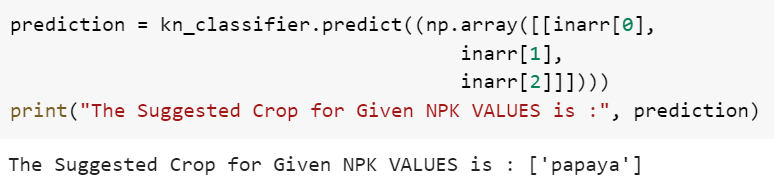 prediction = kn_classifier.predict((np.array([[inarr[0],
inarr[1],
inarr[2]]])))
print("The Suggested Crop for Given NPK VALUES is :", prediction)
The Suggested Crop for Given NPK VALUES is : ['papaya']